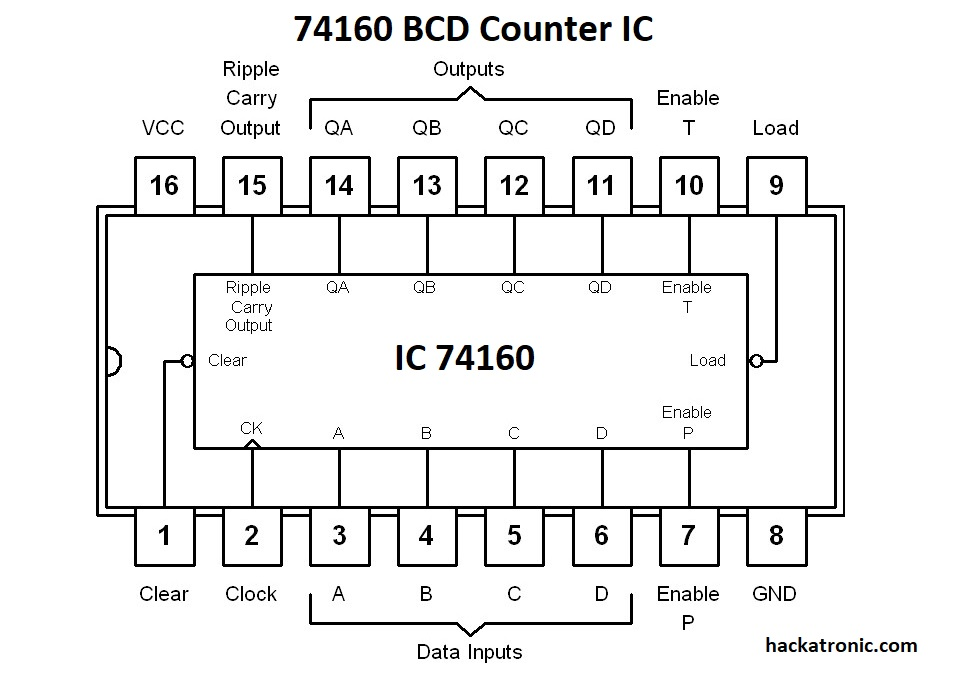 74160 BCD Counter IC
Ripple
Carry
Output
Outputs
Enable
T
VCC
QA
QB
QC
QD
Load
16
15
14
13
12
11
10
9
Ripple
Carry
Output
QA
QB
QC
QD
Enable
T
Clear
IC 74160
Load
CK
A
B
C
D
Enable
P
1
2
3
4
5
6
7
8
Clear
Clock
A
B
C
D
Enable
P
GND
Data Inputs
hackatronic.com